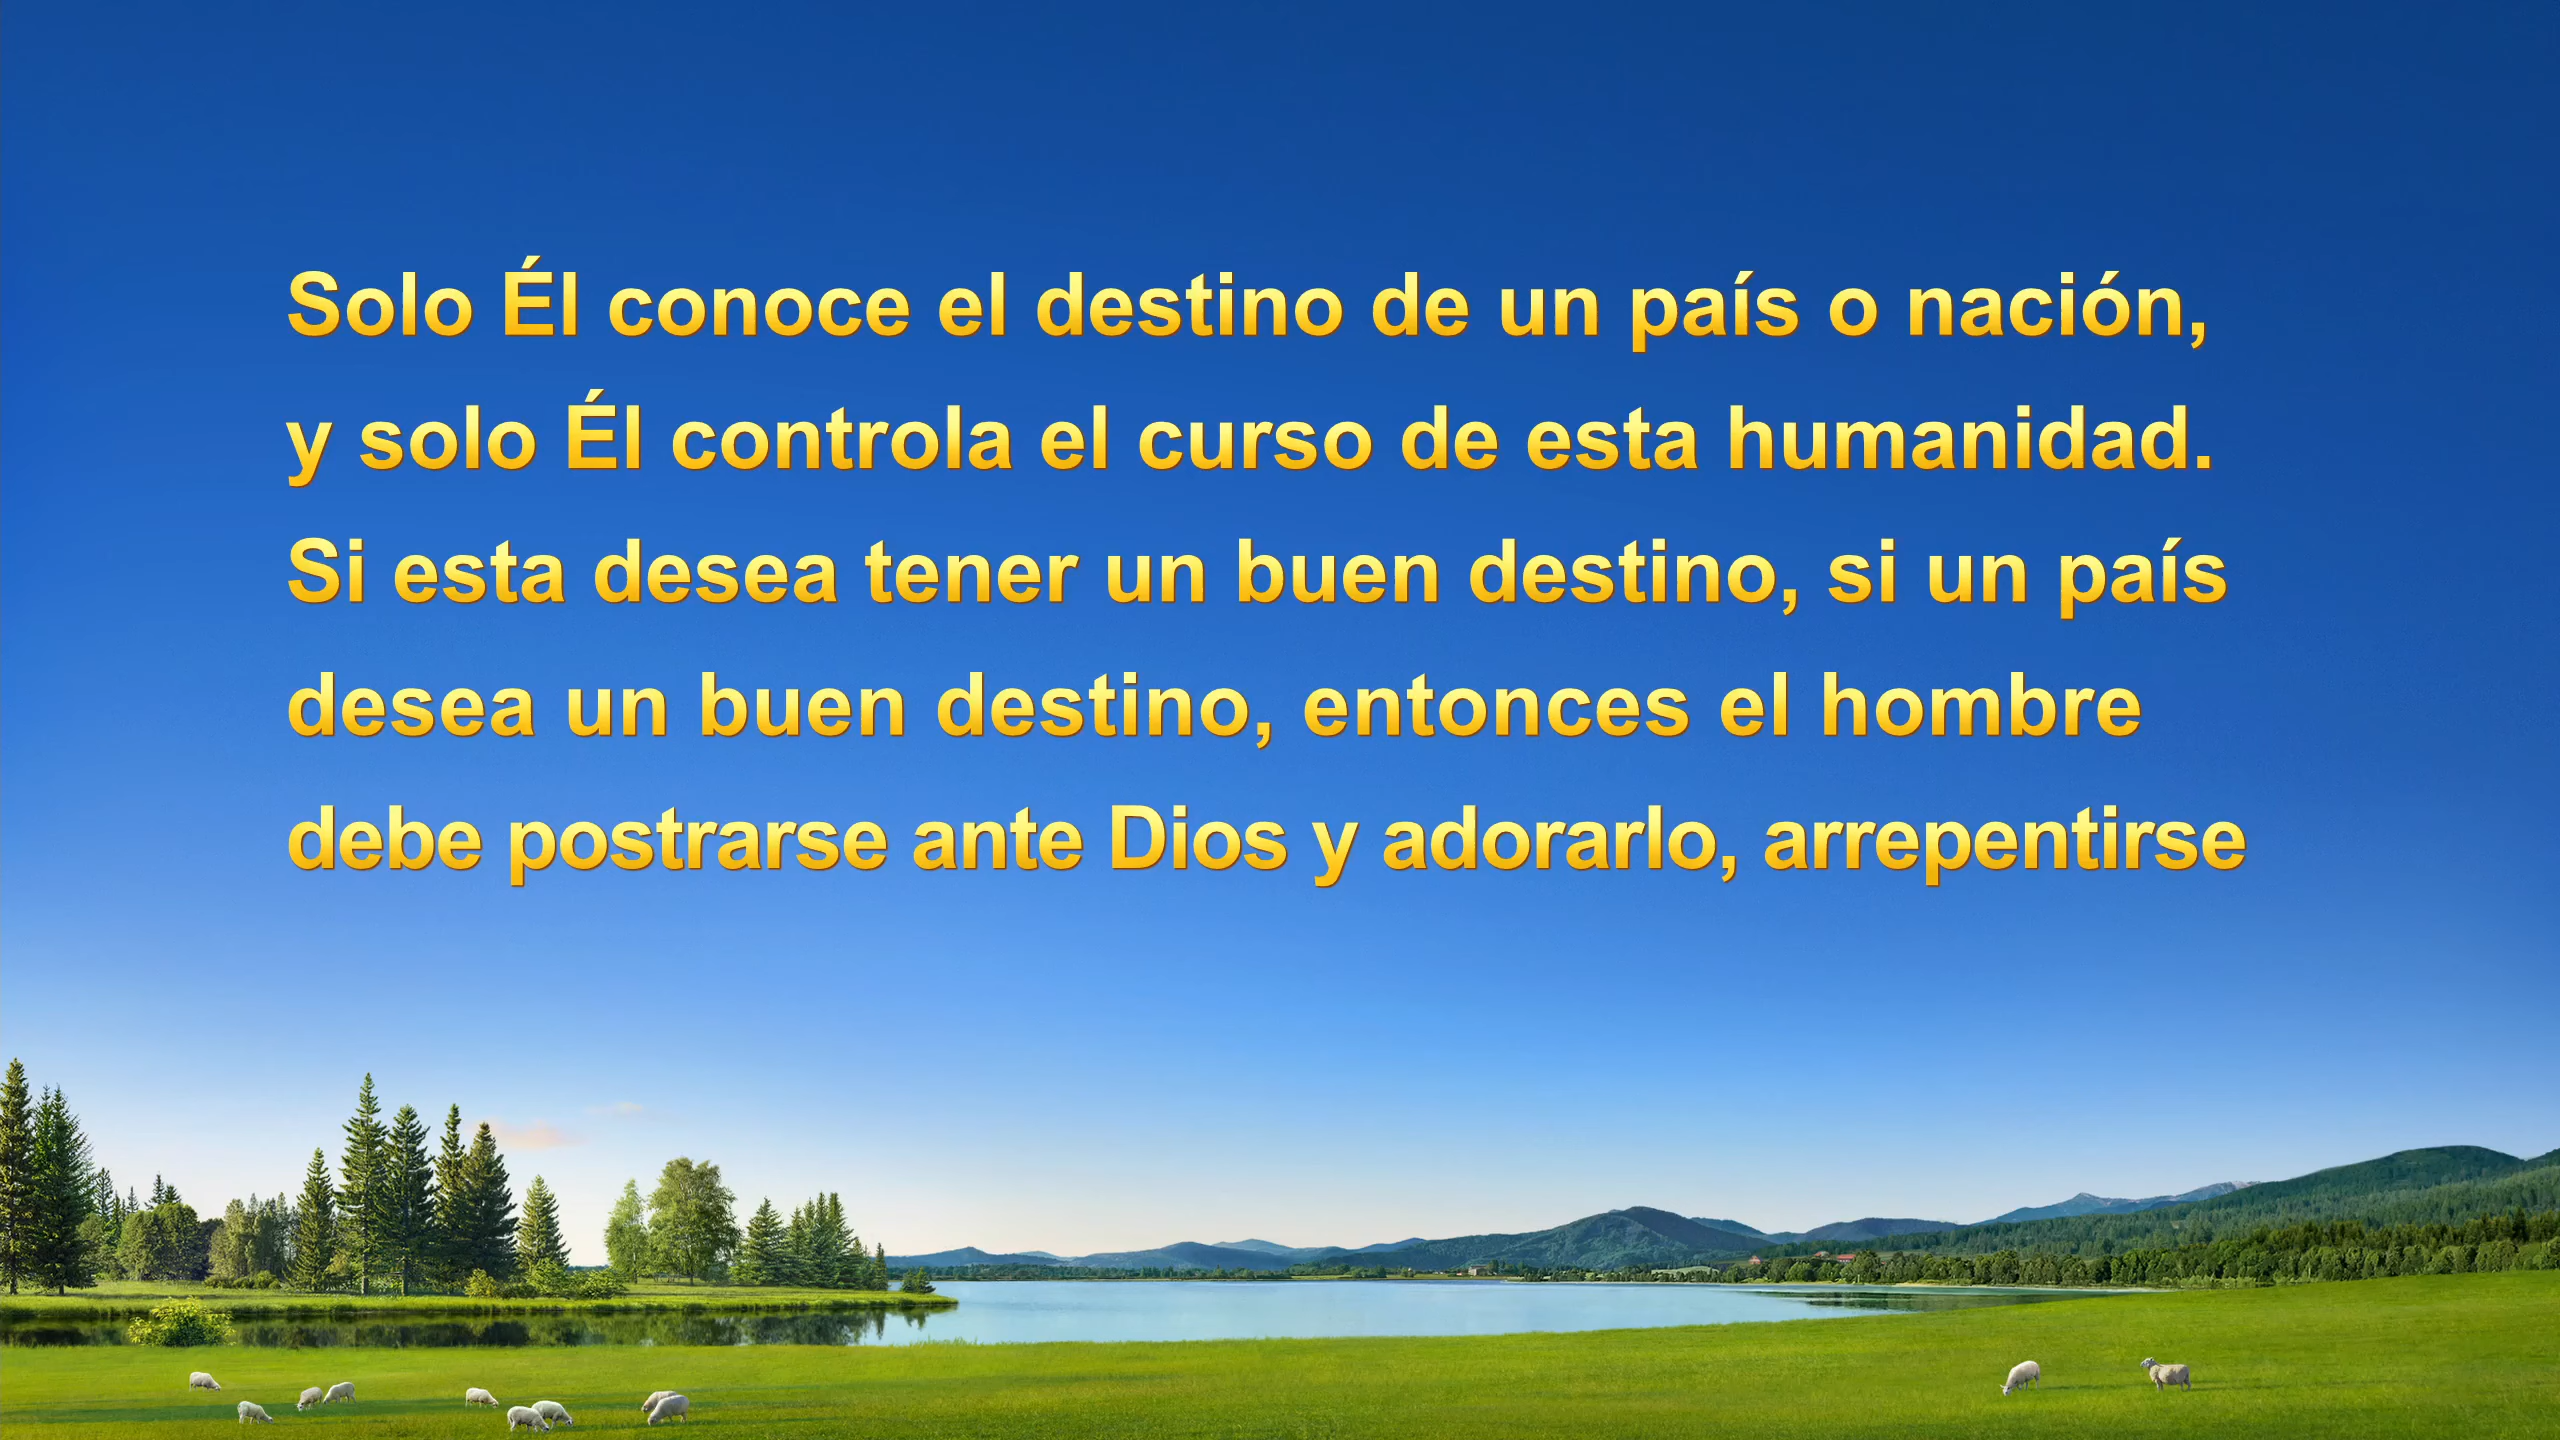 Solo Él conoce el destino de un país o nación,
y solo Él controla el curso de esta humanidad.
Si esta desea tener un buen destino, si un país
desea un buen destino, entonces el hombre
debe postrarse ante Dios y adorarlo, arrepentirse